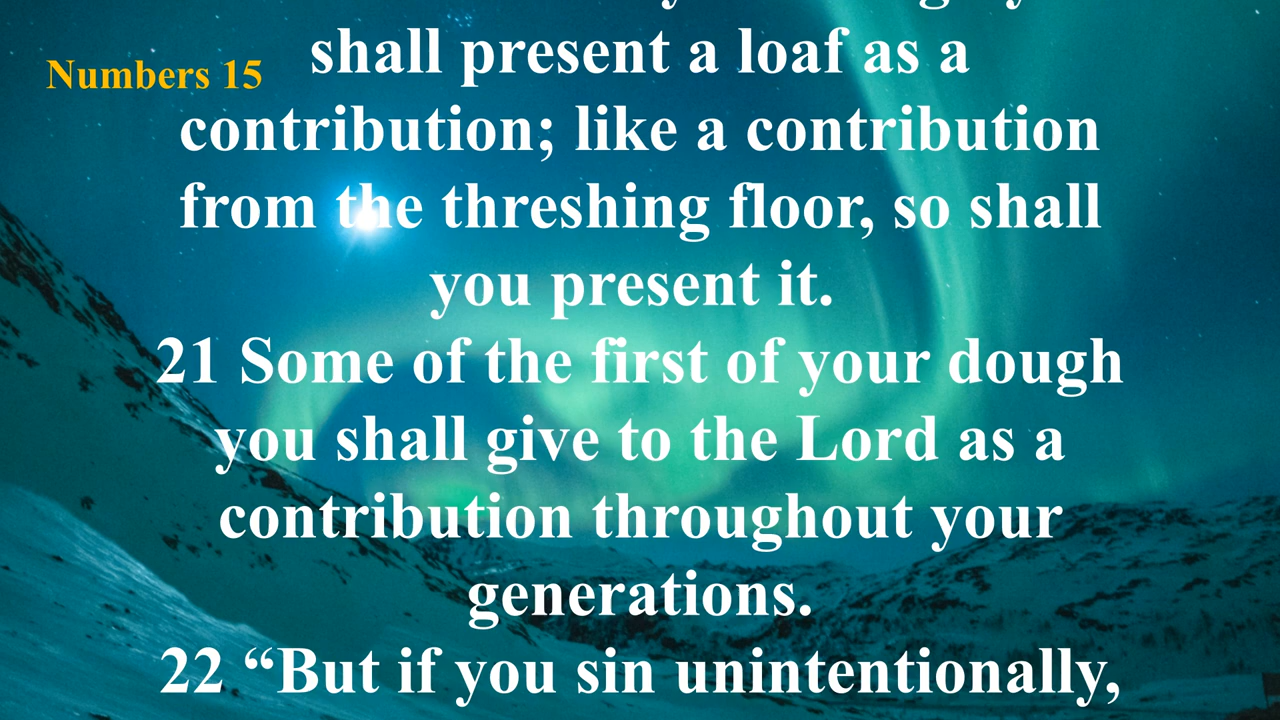 Numbers 15
shall present a loaf as a
contribution; like a contribution
from the threshing floor, so shall
you present it.
21 Some of the first of your dough
you shall give to the Lord as a
contribution throughout your
generations.
22 “But if you sin unintentionally,